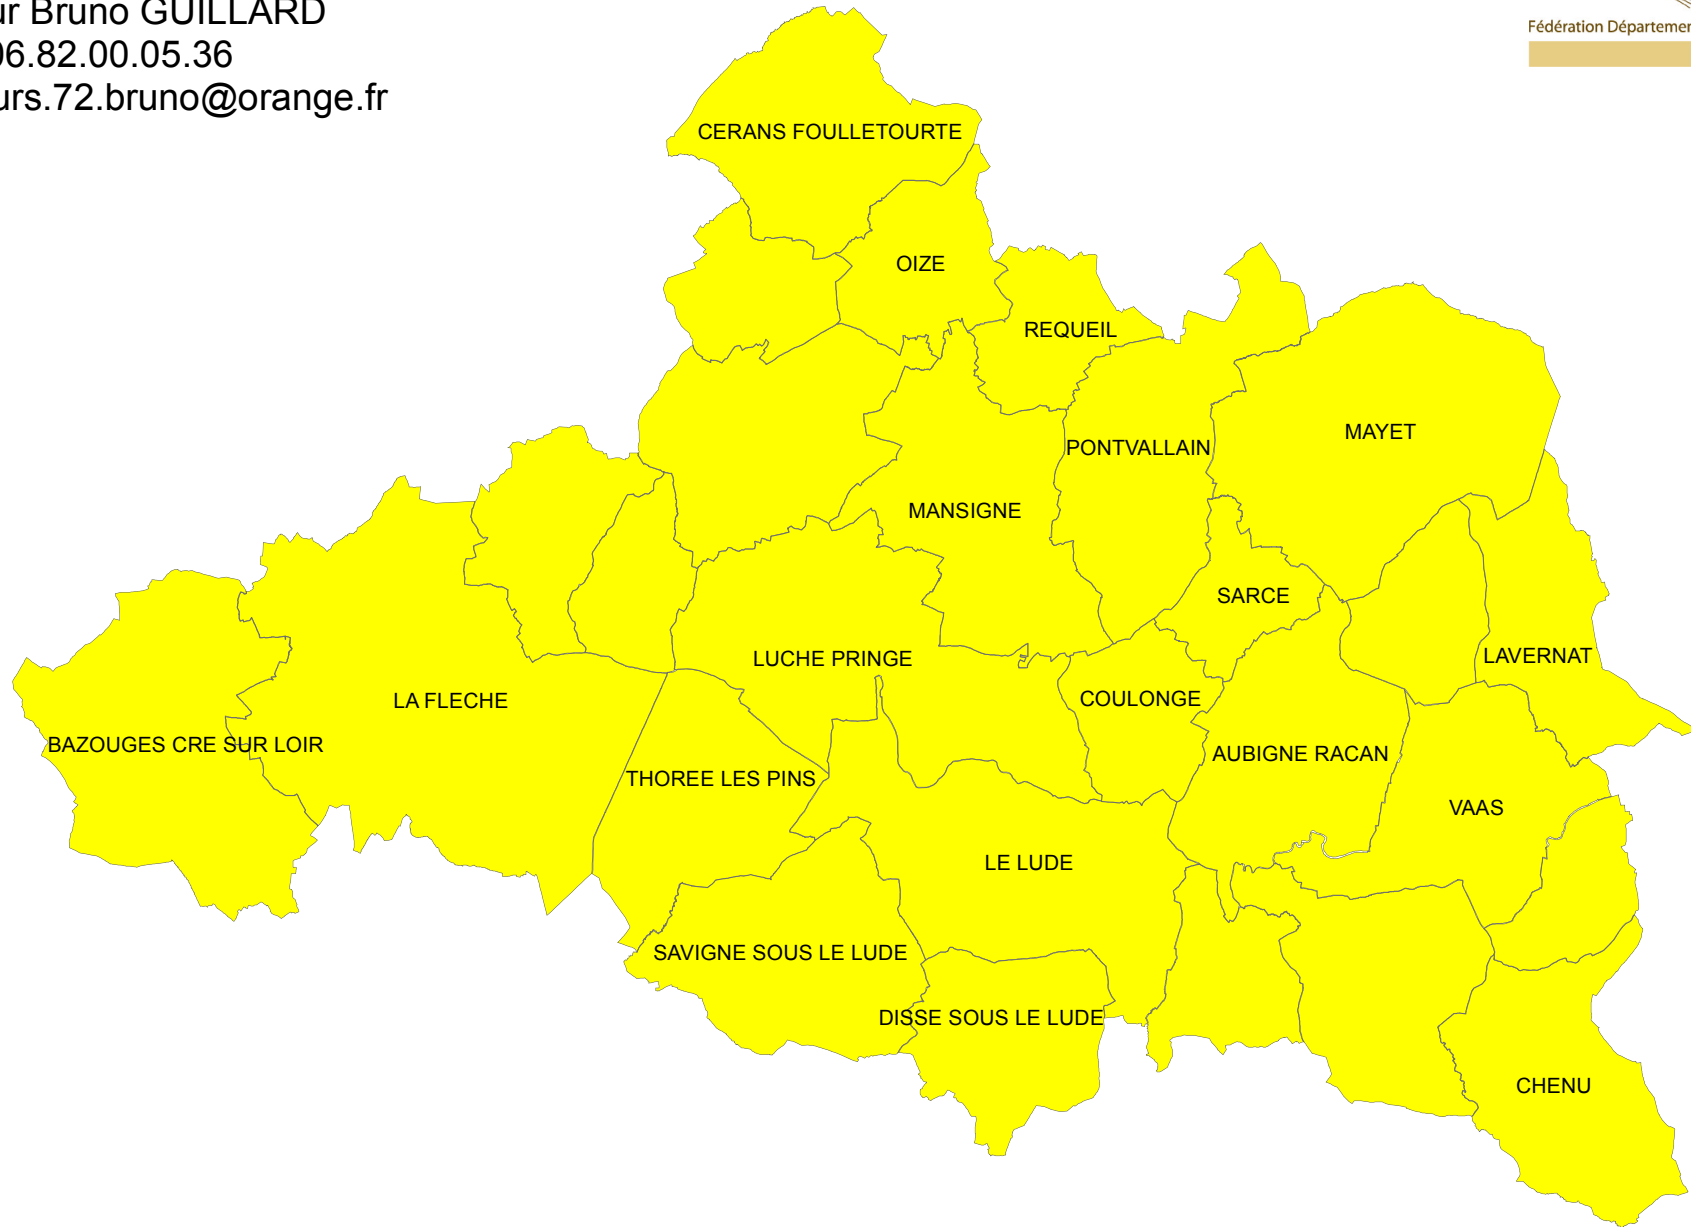 ur Bruno GUILLARD
06.82.00.05.36
urs.72.bruno@orange.fr
Fédération Départemen
CERANS FOULLETOURTE
OIZE
REQUEIL
MAYET
PONTVALLAIN
MANSIGNE
SARCE
LUCHE PRINGE
LAVERNAT
COULONGE
LA FLECHE
BAZOUGES CRE SUR LOIR
AUBIGNE RACAN
THOREE LES PINS
VAAS
LE LUDE
SAVIGNE SOUS LE LUDE
DISSE SOUS LE LUDE
CHENU